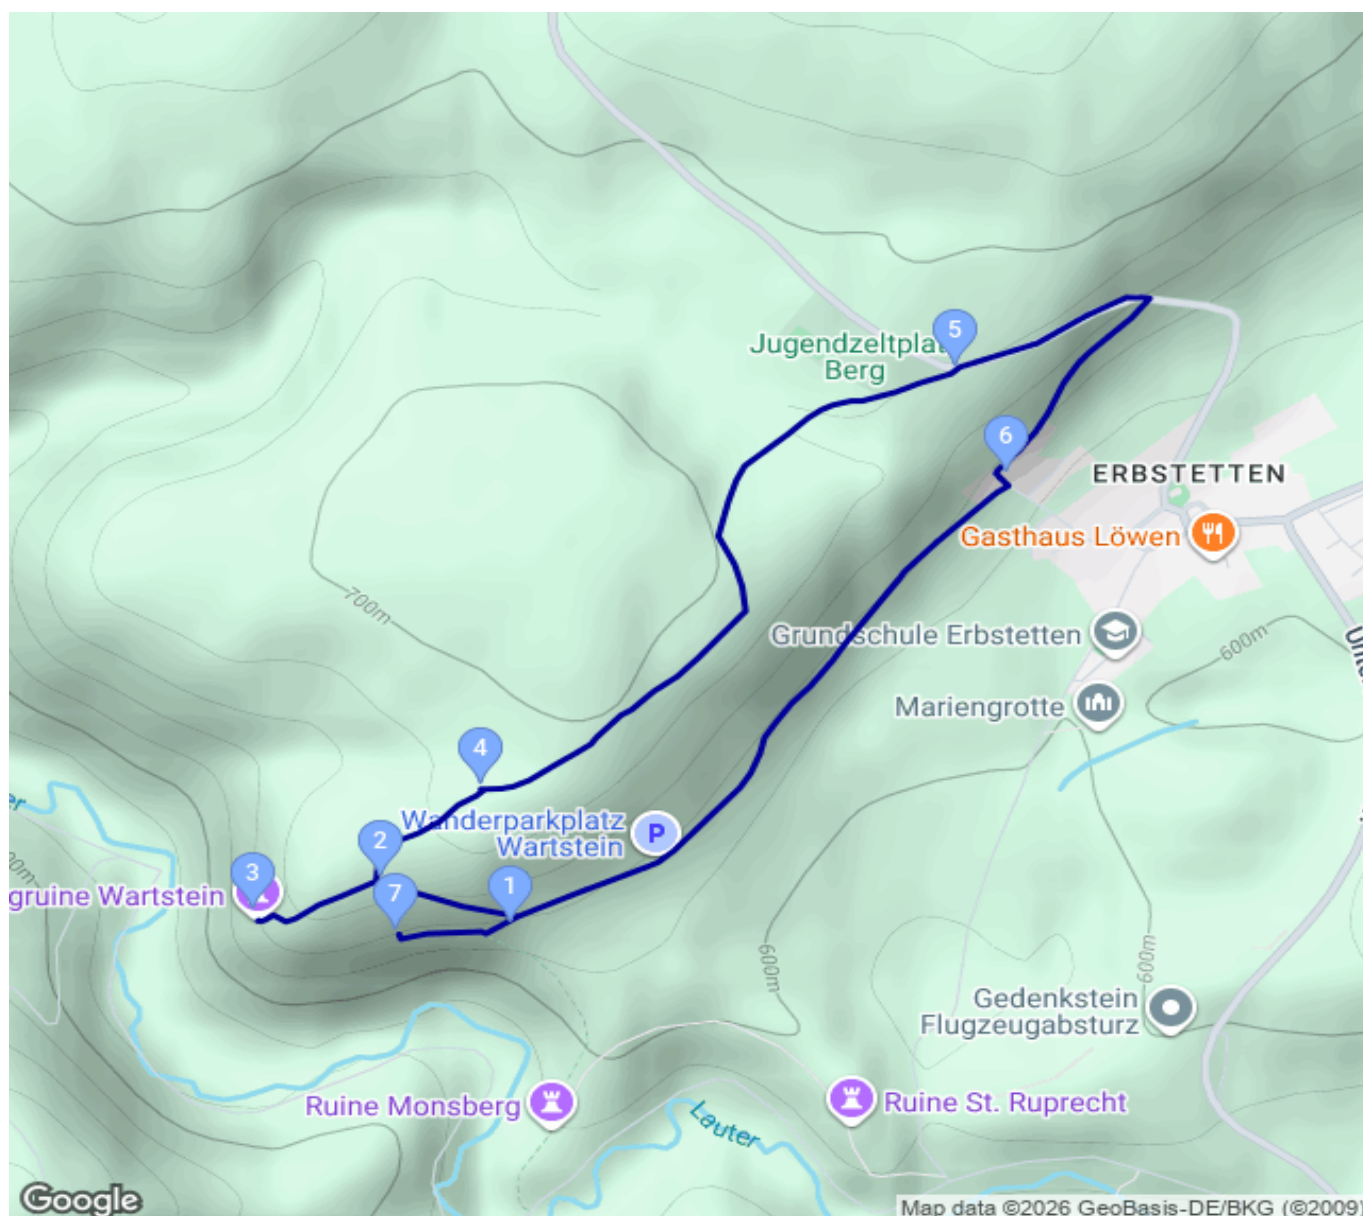 5
Jugendzeltplat
Berg
6
ERBSTETTEN
Gasthaus Löwen
700m
Grundschule Erbstetten
600m
Mariengrotte
4
Wanderparkplatz
Wartstein
P
2
3
gruine Wartstein
7
1
600m
600m
Gedenkstein
Flugzeugabsturz
Ruine Monsberg
Ruine St. Ruprecht
Lauter
Google
Map data ©2026 GeoBasis-DE/BKG (©2009)